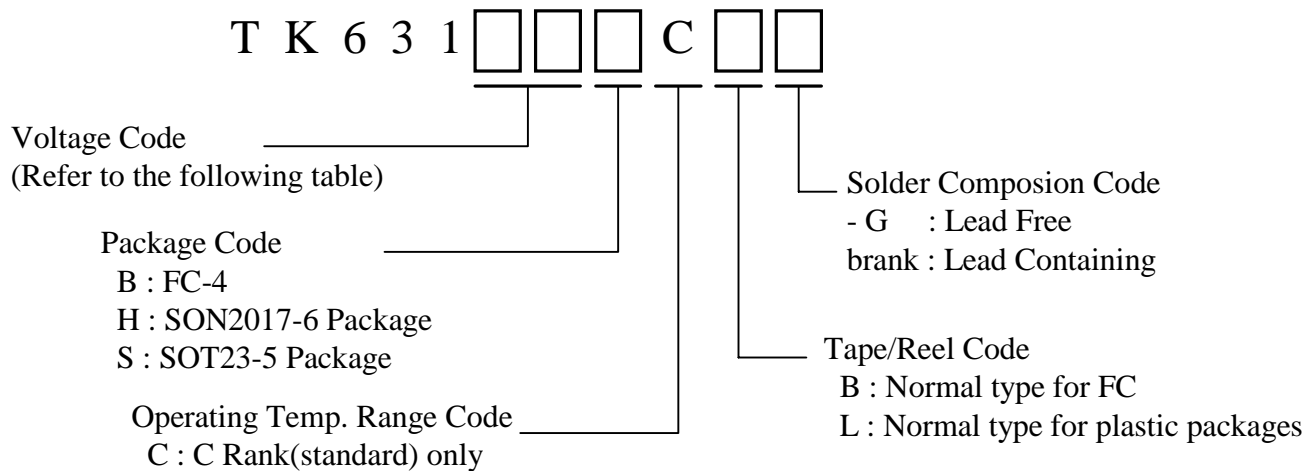 T K 6 3 1 □ □ □ C □ □
Voltage Code
(Refer to the following table)
Package Code
B : FC-4
H : SON2017-6 Package
S : SOT23-5 Package
Operating Temp. Range Code
C : C Rank(standard) only
Solder Composion Code
- G : Lead Free
brank : Lead Containing
Tape/Reel Code
B : Normal type for FC
L : Normal type for plastic packages